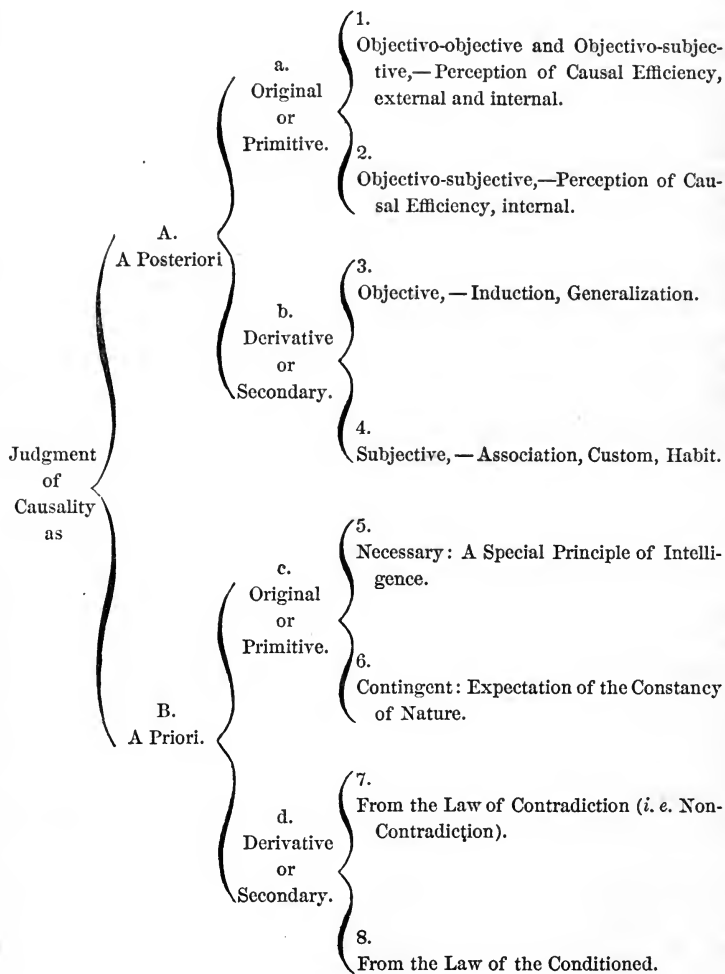 1.
Objectivo-objective and Objectivo-subjec-
tive,—Perception of Causal Efficiency,
external and internal.
a.
Original
or
Primitive.
2.
Objectivo-subjective,—Perception of Cau-
sal Efficiency, internal.
A.
A Posteriori
3.
Objective,—Induction, Generalization.
b.
Derivative
or
Secondary.
4.
Subjective,—Association, Custom, Habit.
Judgment
of
Causality
as
5.
Necessary: A Special Principle of Intelli-
gence.
c.
Original
or
Primitive.
6.
Contingent: Expectation of the Constancy
of Nature.
B.
A Priori.
7.
From the Law of Contradiction (i. e. Non-
Contradiction).
d.
Derivative
or
Secondary.
8.
From the Law of the Conditioned.